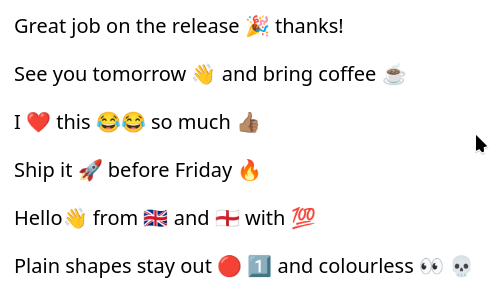 Great job on the release 🎉 thanks!
See you tomorrow 👋 and bring coffee ☕
I ❤️ this 😂😂 so much 👍🏽
Ship it 🚀 before Friday 🔥
Hello👋 from 🇬🇧 and 🏴󠁧󠁢󠁥󠁮󠁧󠁿 with 💯
Plain shapes stay out 🔴 1️⃣ and colourless 👀 💀